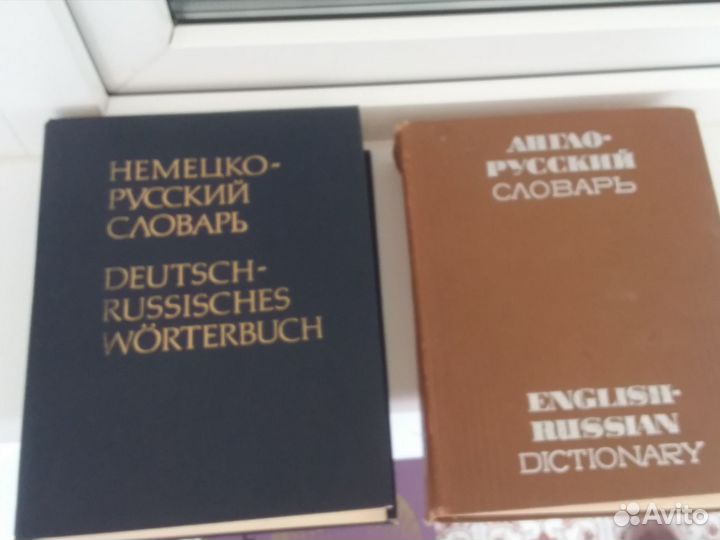 НЕМЕЦКО-
РУССКИЙ
СЛОВАРЬ
DEUTSCH-
RUSSISCHES
WÖRTERBUCH
АНГЛО-
РУССКИЙ
СЛОВАРЬ
ENGLISH-
RUSSIAN
DICTIONARY
Avito